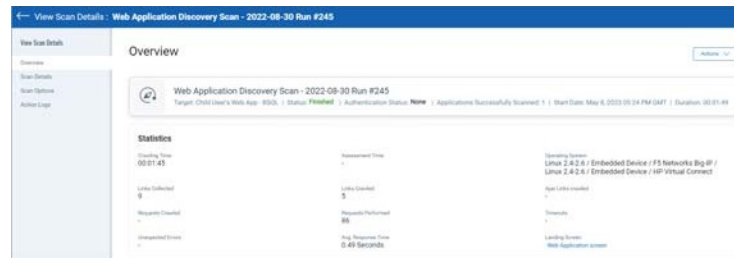 ← View Scan Details : Web Application Discovery Scan - 2022-08-30 Run #245
View Scan Details
Overview
Scan Details
Scan Options
Action Logs
Overview
Actions
Web Application Discovery Scan - 2022-08-30 Run #245
Target: Child User's Web App - BSQL | Status: Finished | Authentication Status: None | Applications Successfully Scanned: 1 | Start Date: May 8, 2023 05:24 PM GMT | Duration: 00:01:49
Statistics
Crawling Time
00:01:45
Assessment Time
-
Operating System
Linux 2.4-2.6 / Embedded Device / F5 Networks Big-IP /
Linux 2.4-2.6 / Embedded Device / HP Virtual Connect
Links Collected
9
Links Crawled
5
Ajax Links crawled
-
Requests Crawled
-
Requests Performed
86
Timeouts
-
Unexpected Errors
-
Avg. Response Time
0.49 Seconds
Landing Screen
Web Application screen